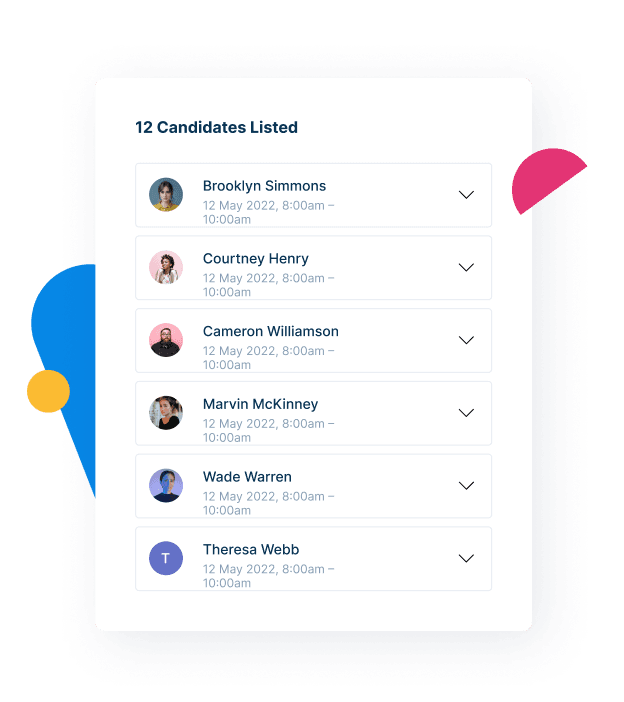 12 Candidates Listed
Brooklyn Simmons
12 May 2022, 8:00am –
10:00am
Courtney Henry
12 May 2022, 8:00am –
10:00am
Cameron Williamson
12 May 2022, 8:00am –
10:00am
Marvin McKinney
12 May 2022, 8:00am –
10:00am
Wade Warren
12 May 2022, 8:00am –
10:00am
T
Theresa Webb
12 May 2022, 8:00am –
10:00am